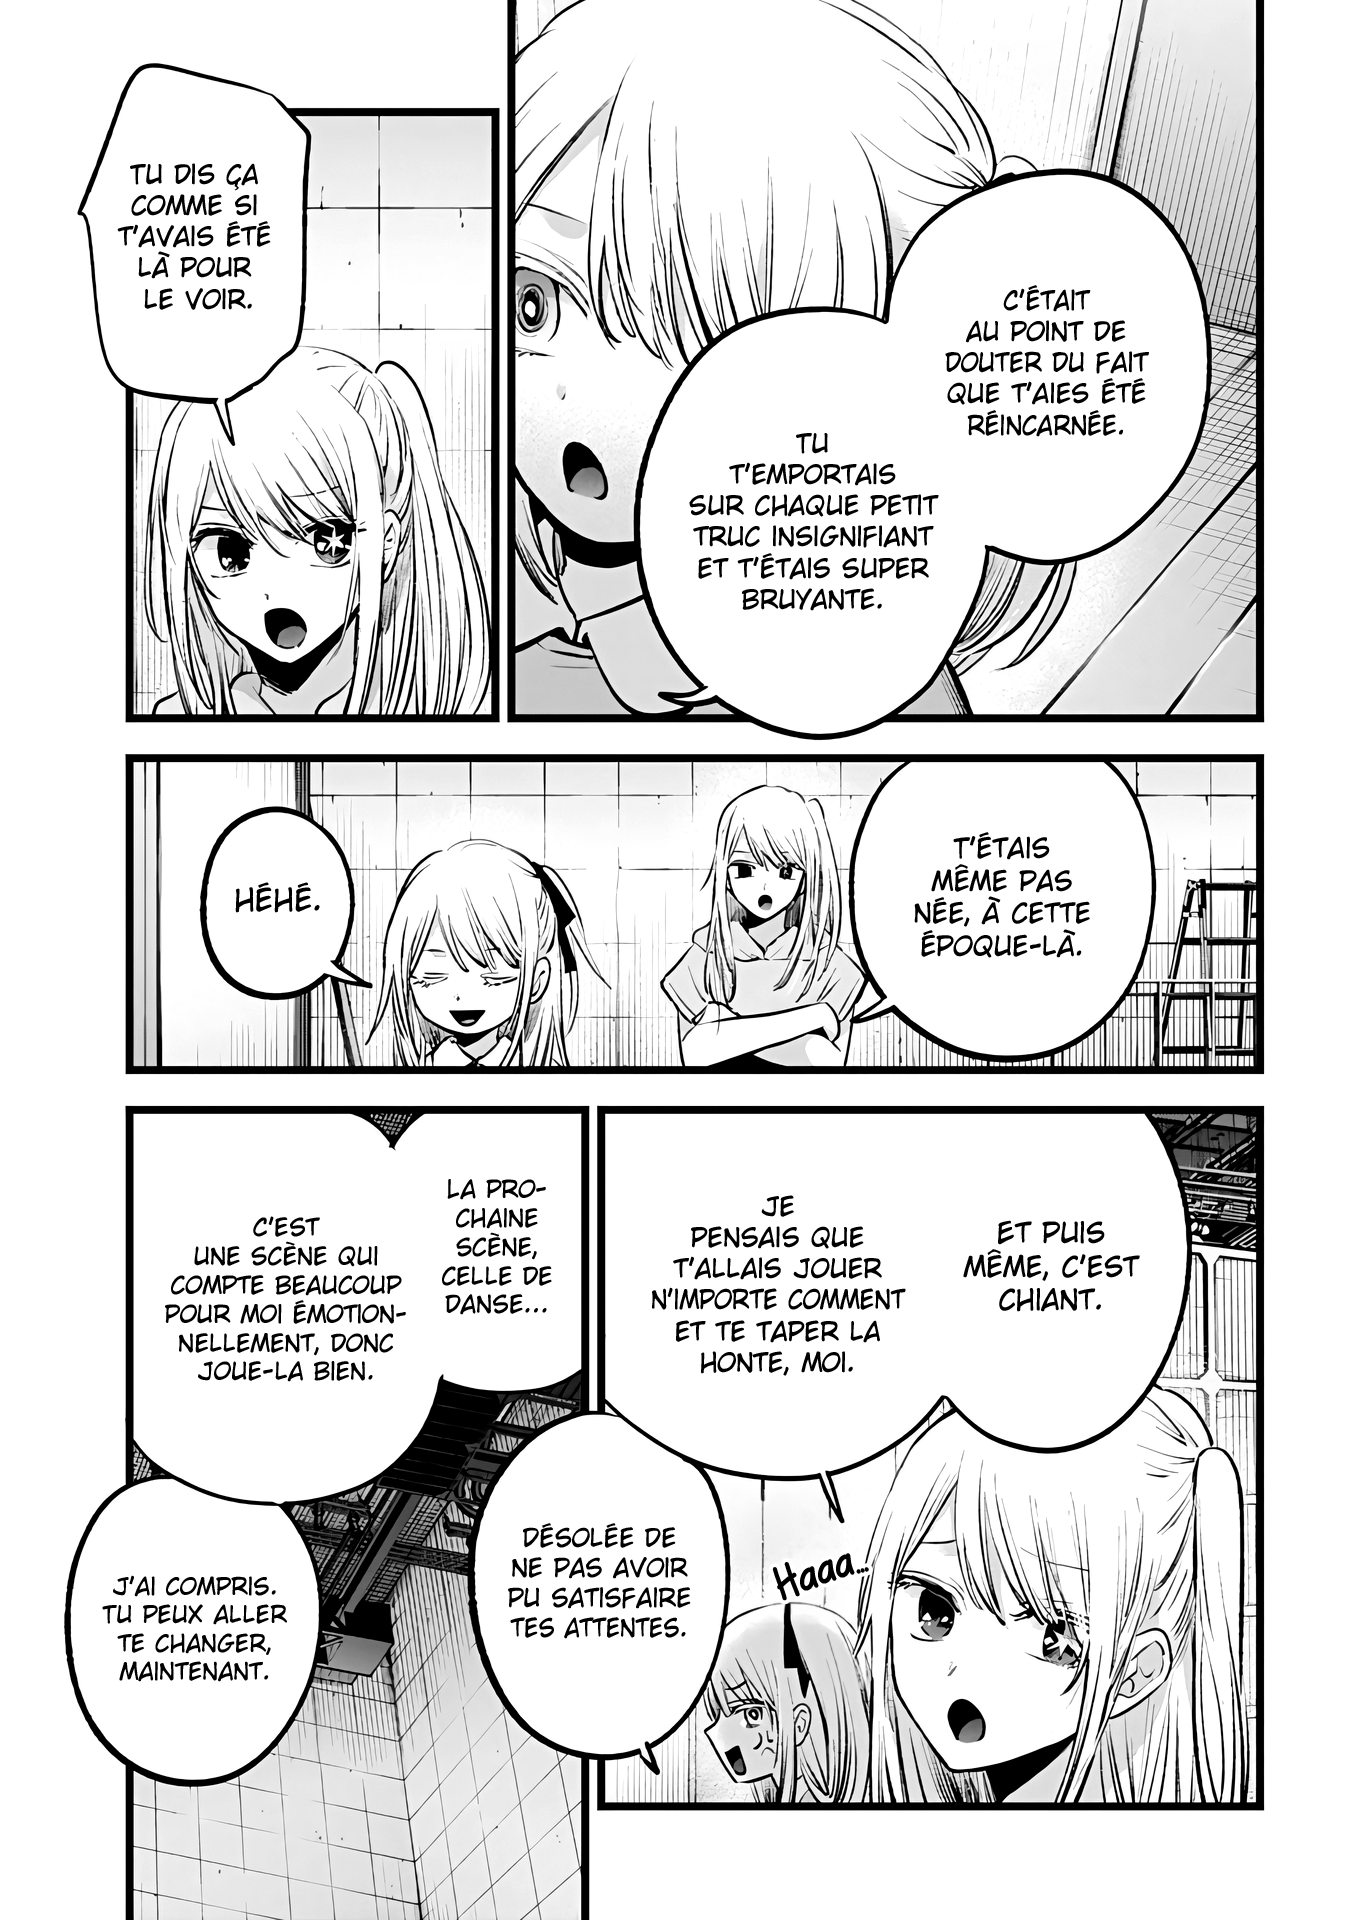 C'ÉTAIT
AU POINT DE
DOUTER DU FAIT
QUE T'AIES ÉTÉ
RÉINCARNÉE.
TU
T'EMPORTAIS
SUR CHAQUE PETIT
TRUC INSIGNIFIANT
ET T'ÉTAIS SUPER
BRUYANTE.
TU DIS ÇA
COMME SI
T'AVAIS ÉTÉ
LÀ POUR
LE VOIR.
T'ÉTAIS
MÊME PAS
NÉE, À CETTE
ÉPOQUE-LÀ.
HÉHÉ.
ET PUIS
MÊME, C'EST
CHIANT.
JE
PENSAIS QUE
T'ALLAIS JOUER
N'IMPORTE COMMENT
ET TE TAPER LA
HONTE, MOI.
Haaa...
DÉSOLÉE DE
NE PAS AVOIR
PU SATISFAIRE
TES ATTENTES.
LA PRO-
CHAINE
SCÈNE,
CELLE DE
DANSE...
C'EST
UNE SCÈNE QUI
COMPTE BEAUCOUP
POUR MOI ÉMOTION-
NELLEMENT, DONC
JOUE-LA BIEN.
J'AI COMPRIS.
TU PEUX ALLER
TE CHANGER,
MAINTENANT.